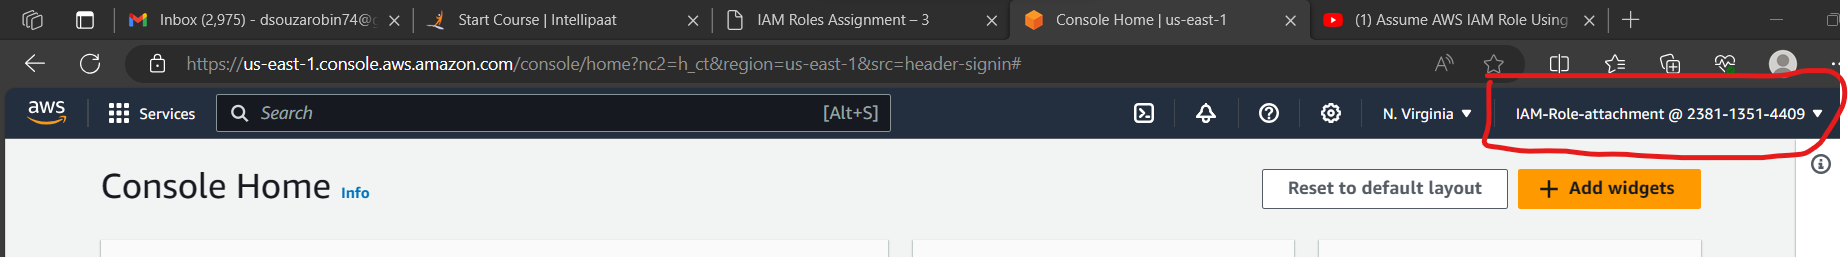 Inbox (2,975) - dsouzarobin74@g
Start Course | Intellipaat
IAM Roles Assignment – 3
Console Home | us-east-1
(1) Assume AWS IAM Role Using
https://us-east-1.console.aws.amazon.com/console/home?nc2=h_ct&region=us-east-1&src=header-signin#
aws
Services
Search
[Alt+S]
N. Virginia
IAM-Role-attachment @ 2381-1351-4409
Console Home Info
Reset to default layout
+ Add widgets